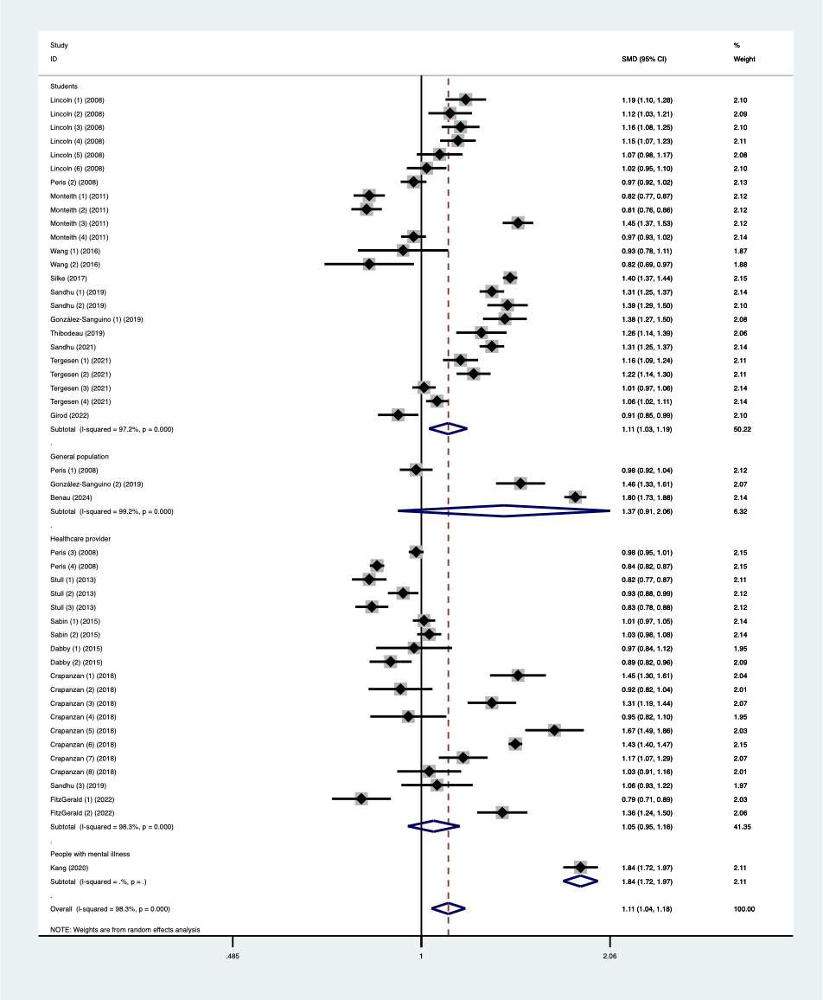 Study %
ID SMD (95% CI) Weight
Students
Lincoln (1) (2008) 1.19 (1.10, 1.28) 2.10
Lincoln (2) (2008) 1.12 (1.03, 1.21) 2.09
Lincoln (3) (2008) 1.16 (1.08, 1.25) 2.10
Lincoln (4) (2008) 1.15 (1.07, 1.23) 2.11
Lincoln (5) (2008) 1.07 (0.98, 1.17) 2.08
Lincoln (6) (2008) 1.02 (0.95, 1.10) 2.10
Peris (2) (2008) 0.97 (0.92, 1.02) 2.13
Monteith (1) (2011) 0.82 (0.77, 0.87) 2.12
Monteith (2) (2011) 0.81 (0.76, 0.86) 2.12
Monteith (3) (2011) 1.45 (1.37, 1.53) 2.12
Monteith (4) (2011) 0.97 (0.93, 1.02) 2.14
Wang (1) (2016) 0.93 (0.78, 1.11) 1.87
Wang (2) (2016) 0.82 (0.69, 0.97) 1.88
Silke (2017) 1.40 (1.37, 1.44) 2.15
Sandhu (1) (2019) 1.31 (1.25, 1.37) 2.14
Sandhu (2) (2019) 1.39 (1.29, 1.50) 2.10
González-Sanguino (1) (2019) 1.38 (1.27, 1.50) 2.08
Thibodeau (2019) 1.26 (1.14, 1.39) 2.06
Sandhu (2021) 1.31 (1.25, 1.37) 2.14
Tergesen (1) (2021) 1.16 (1.09, 1.24) 2.11
Tergesen (2) (2021) 1.22 (1.14, 1.30) 2.11
Tergesen (3) (2021) 1.01 (0.97, 1.06) 2.14
Tergesen (4) (2021) 1.06 (1.02, 1.11) 2.14
Girod (2022) 0.91 (0.85, 0.99) 2.10
Subtotal (I-squared = 97.2%, p = 0.000) 1.11 (1.03, 1.19) 50.22
.
General population
Peris (1) (2008) 0.98 (0.92, 1.04) 2.12
González-Sanguino (2) (2019) 1.46 (1.33, 1.61) 2.07
Benau (2024) 1.80 (1.73, 1.88) 2.14
Subtotal (I-squared = 99.2%, p = 0.000) 1.37 (0.91, 2.06) 6.32
.
Healthcare provider
Peris (3) (2008) 0.98 (0.95, 1.01) 2.15
Peris (4) (2008) 0.84 (0.82, 0.87) 2.15
Stull (1) (2013) 0.82 (0.77, 0.87) 2.11
Stull (2) (2013) 0.93 (0.88, 0.99) 2.12
Stull (3) (2013) 0.83 (0.78, 0.88) 2.12
Sabin (1) (2015) 1.01 (0.97, 1.05) 2.14
Sabin (2) (2015) 1.03 (0.98, 1.08) 2.14
Dabby (1) (2015) 0.97 (0.84, 1.12) 1.95
Dabby (2) (2015) 0.89 (0.82, 0.96) 2.09
Crapanzan (1) (2018) 1.45 (1.30, 1.61) 2.04
Crapanzan (2) (2018) 0.92 (0.82, 1.04) 2.01
Crapanzan (3) (2018) 1.31 (1.19, 1.44) 2.07
Crapanzan (4) (2018) 0.95 (0.82, 1.10) 1.95
Crapanzan (5) (2018) 1.67 (1.49, 1.86) 2.03
Crapanzan (6) (2018) 1.43 (1.40, 1.47) 2.15
Crapanzan (7) (2018) 1.17 (1.07, 1.29) 2.07
Crapanzan (8) (2018) 1.03 (0.91, 1.16) 2.01
Sandhu (3) (2019) 1.06 (0.93, 1.22) 1.97
FitzGerald (1) (2022) 0.79 (0.71, 0.89) 2.03
FitzGerald (2) (2022) 1.36 (1.24, 1.50) 2.06
Subtotal (I-squared = 98.3%, p = 0.000) 1.05 (0.95, 1.16) 41.35
.
People with mental illness
Kang (2020) 1.84 (1.72, 1.97) 2.11
Subtotal (I-squared = .%, p = .) 1.84 (1.72, 1.97) 2.11
.
Overall (I-squared = 98.3%, p = 0.000) 1.11 (1.04, 1.18) 100.00
NOTE: Weights are from random effects analysis
.485 1 2.06